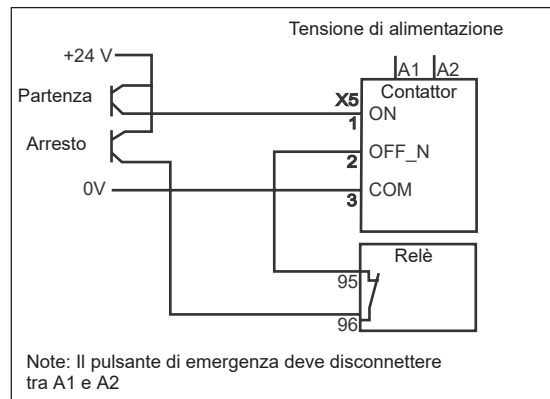 Tensione di alimentazione
+24 V
A1 A2
Partenza
X5
Contattor
1
ON
Arresto
2
OFF_N
0V
3
COM
Relè
95
96
Note: Il pulsante di emergenza deve disconnettere
tra A1 e A2